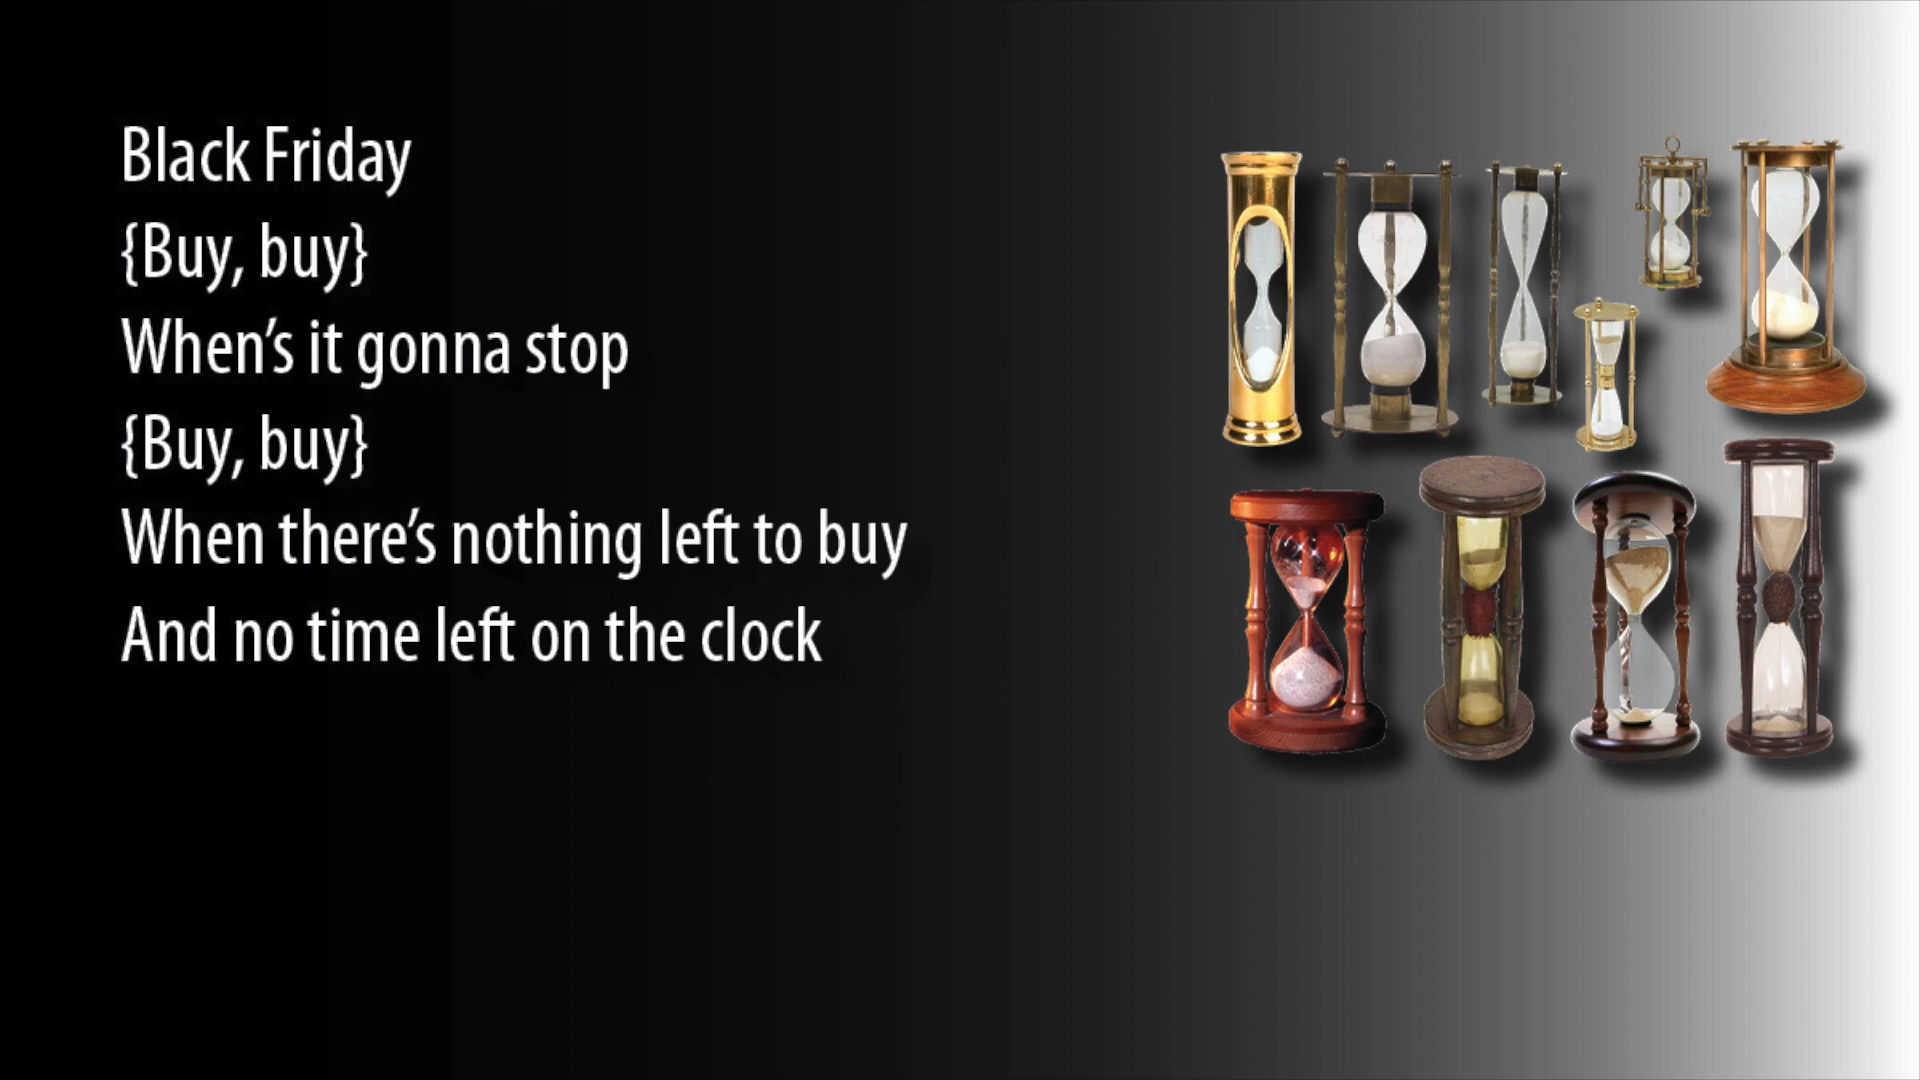 Black Friday
{Buy, buy}
When’s it gonna stop
{Buy, buy}
When there’s nothing left to buy
And no time left on the clock